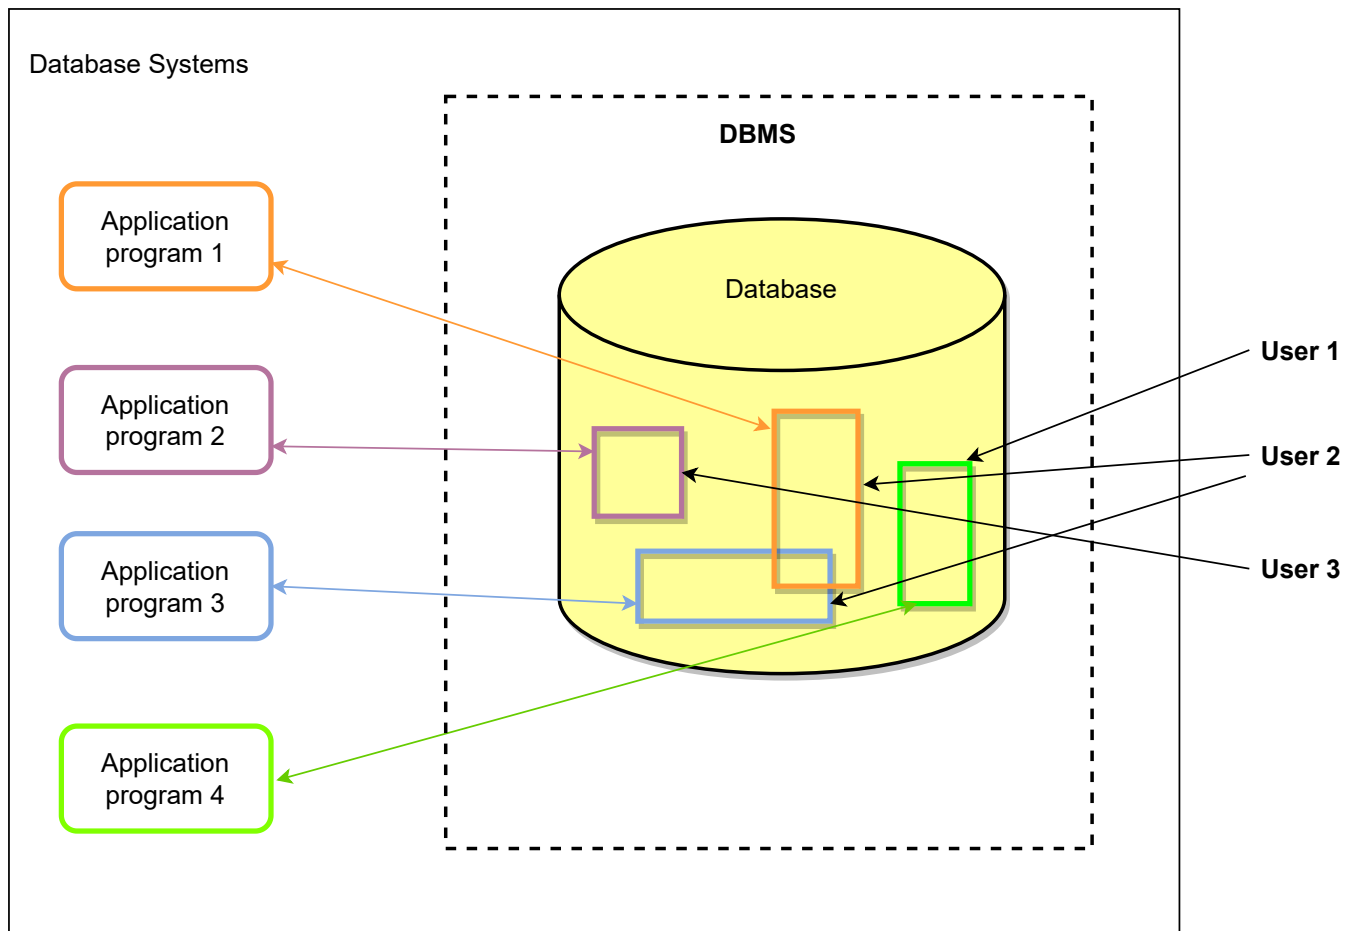 Database Systems
DBMS
Application
program 1
Database
User 1
Application
program 2
User 2
Application
program 3
User 3
Application
program 4